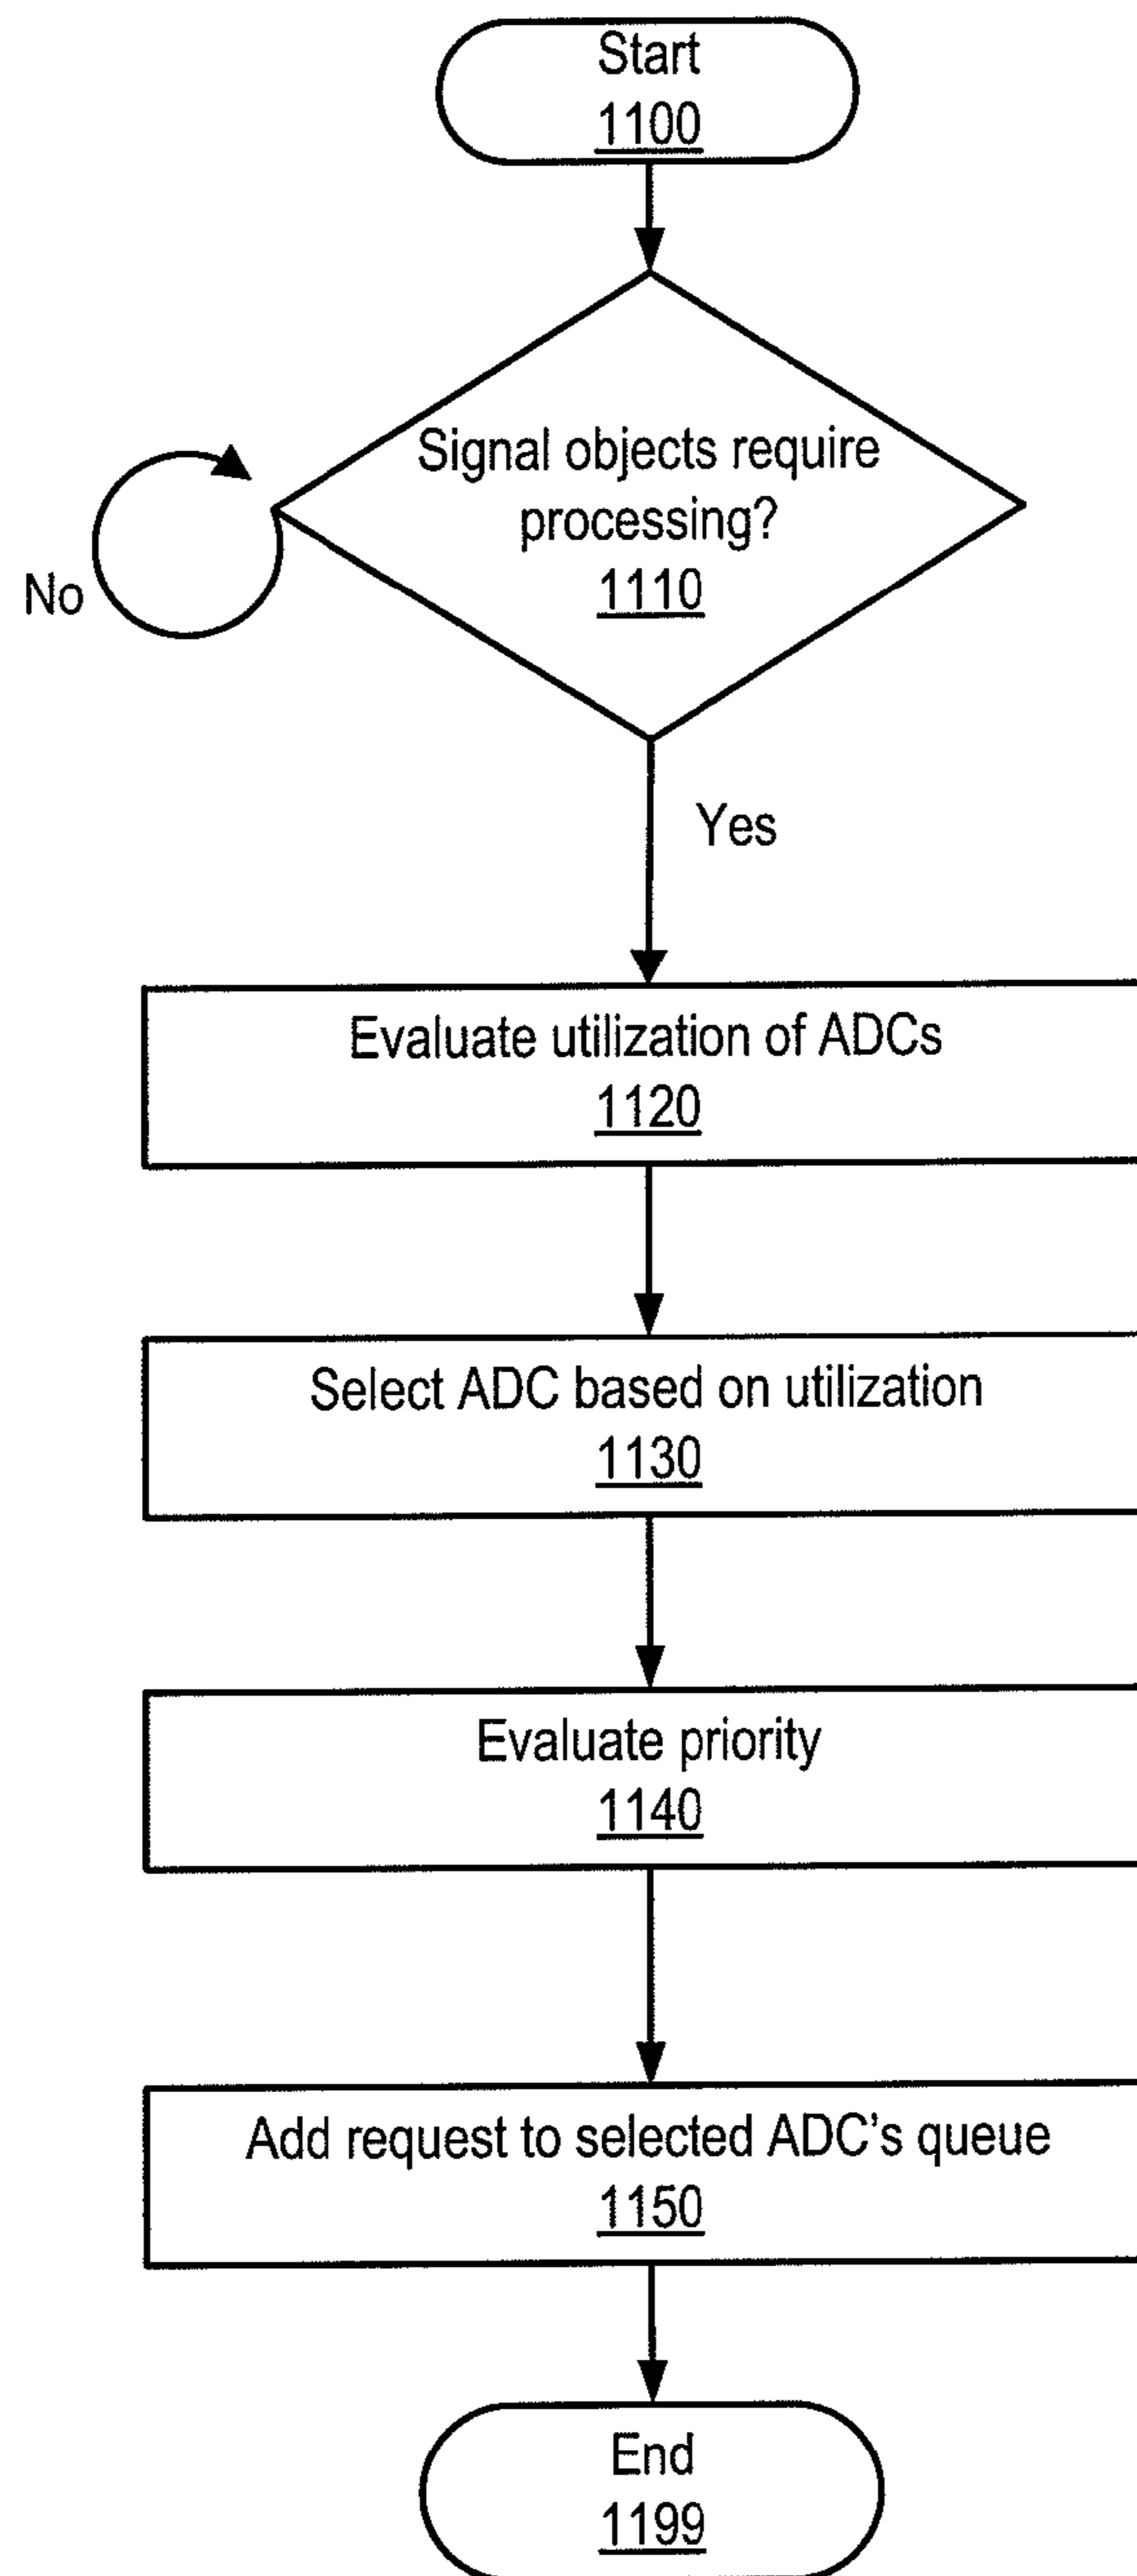 Start
1100
Signal objects require
processing?
1110
No
Yes
Evaluate utilization of ADCs
1120
Select ADC based on utilization
1130
Evaluate priority
1140
Add request to selected ADC's queue
1150
End
1199